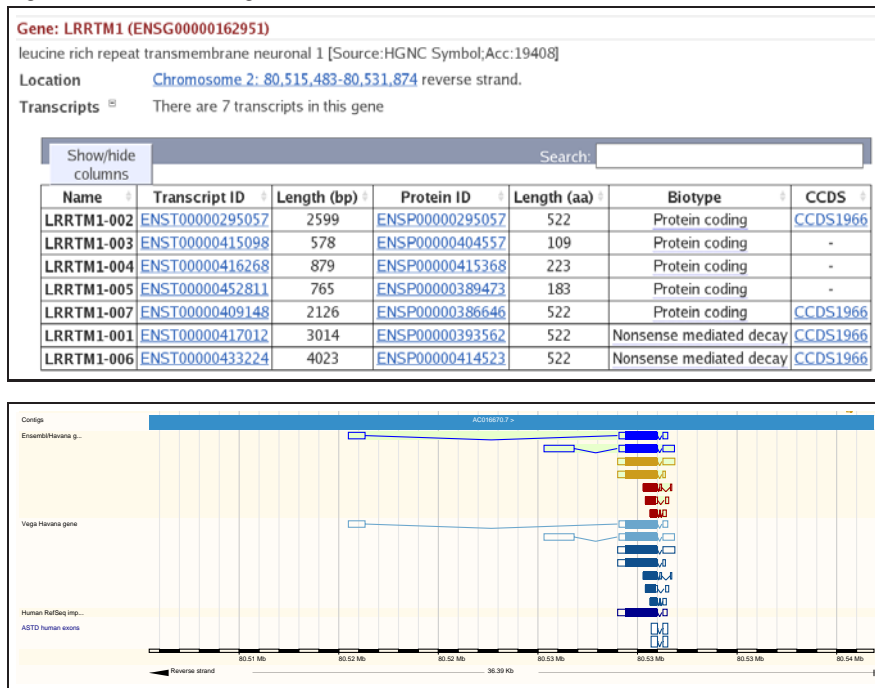 Gene: LRRTM1 (ENSG00000162951)
leucine rich repeat transmembrane neuronal 1 [Source:HGNC Symbol;Acc:19408]
Location Chromosome 2: 80,515,483-80,531,874 reverse strand.
Transcripts There are 7 transcripts in this gene
Show/hide columns Search:
Name Transcript ID Length (bp) Protein ID Length (aa) Biotype CCDS
LRRTM1-002 ENST00000295057 2599 ENSP00000295057 522 Protein coding CCDS1966
LRRTM1-003 ENST00000415098 578 ENSP00000404557 109 Protein coding -
LRRTM1-004 ENST00000416268 879 ENSP00000415368 223 Protein coding -
LRRTM1-005 ENST00000452811 765 ENSP00000389473 183 Protein coding -
LRRTM1-007 ENST00000409148 2126 ENSP00000386646 522 Protein coding CCDS1966
LRRTM1-001 ENST00000417012 3014 ENSP00000393562 522 Nonsense mediated decay CCDS1966
LRRTM1-006 ENST00000433224 4023 ENSP00000414523 522 Nonsense mediated decay CCDS1966
Contigs AC016670.7 >
Ensembl/Havana g...
Vega Havana gene
Human RefSeq imp...
ASTD human exons
80.51 Mb 80.52 Mb 80.52 Mb 80.53 Mb 80.53 Mb 80.53 Mb 80.54 Mb
Reverse strand 36.39 Kb